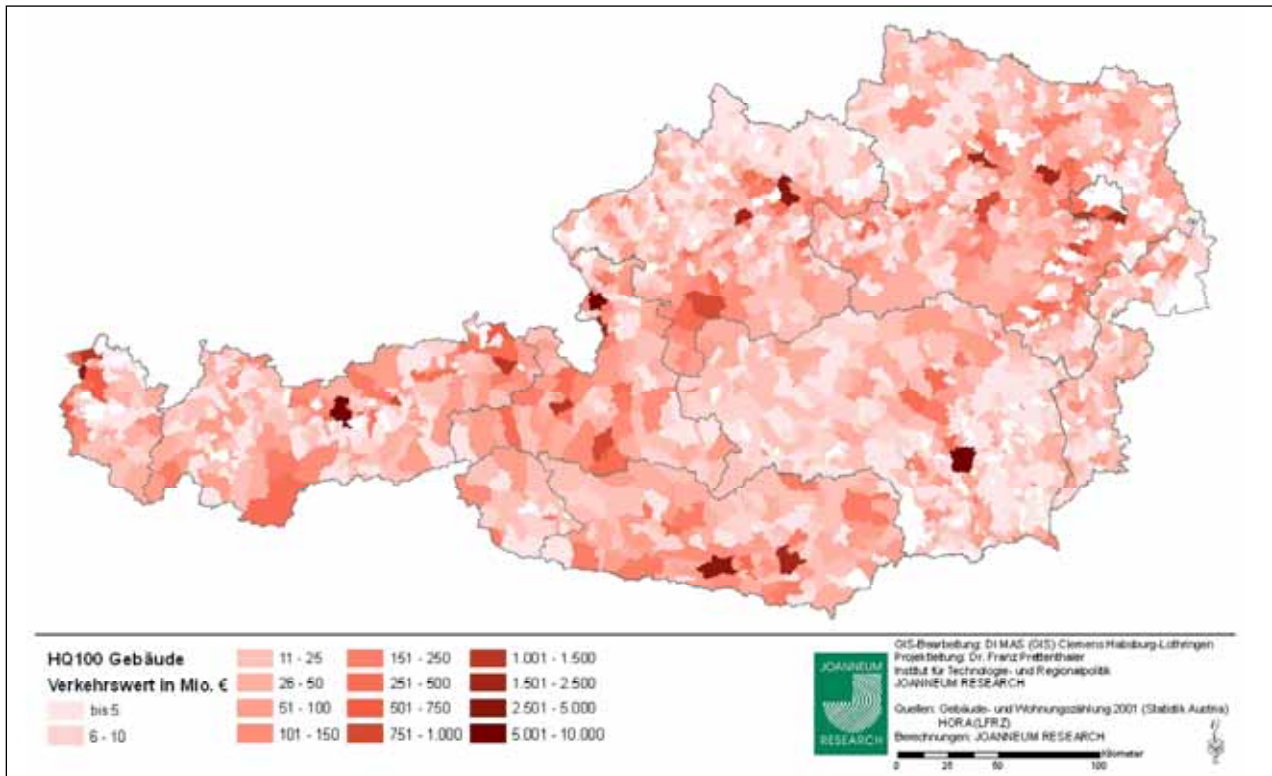 HQ100 Gebäude
Verkehrswert in Mio. €
bis 5
6 - 10
11 - 25
26 - 50
51 - 100
101 - 150
151 - 250
251 - 500
501 - 750
751 - 1.000
1.001 - 1.500
1.501 - 2.500
2.501 - 5.000
5.001 - 10.000
JOANNEUM
RESEARCH
GIS-Bearbeitung: DI MAS (GIS) Clemens Habsburg-Lothringen
Projektleitung: Dr. Franz Prettenthaler
Institut für Technologie- und Regionalpolitik
JOANNEUM RESEARCH
Quellen: Gebäude- und Wohnungszählung 2001 (Statistik Austria)
HORA (LFRZ)
Berechnungen: JOANNEUM RESEARCH
Kilometer
0 25 50 100